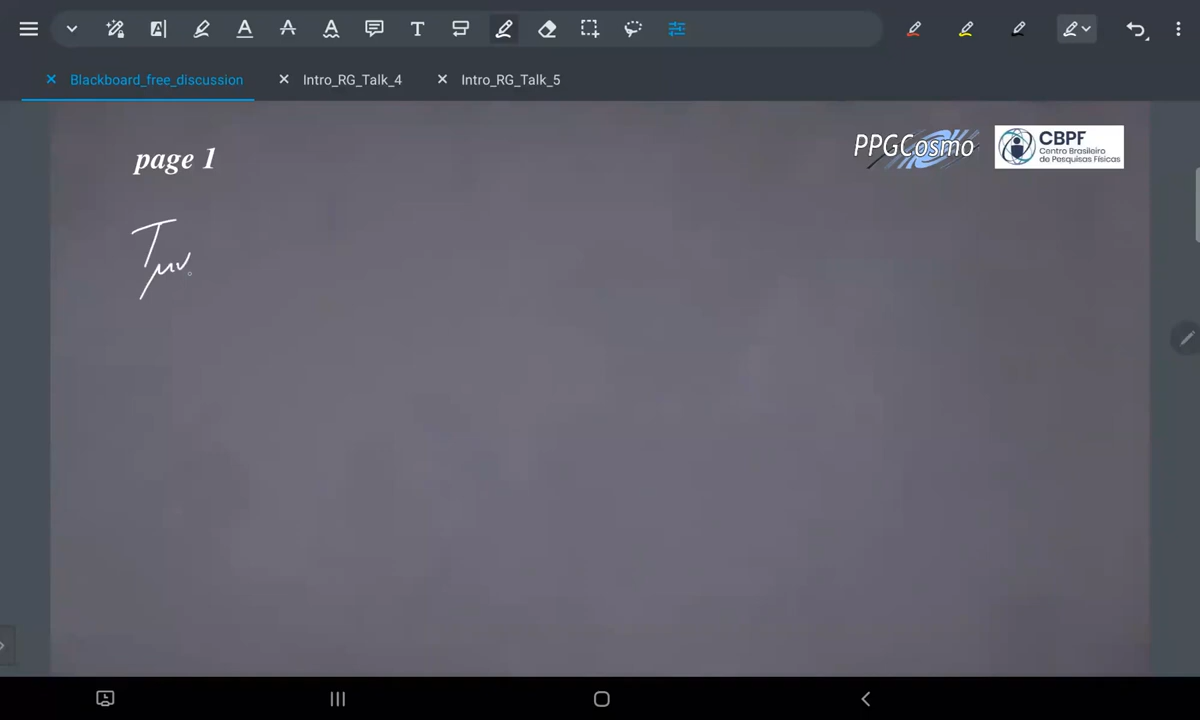 Blackboard_free_discussion Intro_RG_Talk_4 Intro_RG_Talk_5
page 1
PPGCosmo
CBPF
Centro Brasileiro
de Pesquisas Físicas
Tμν